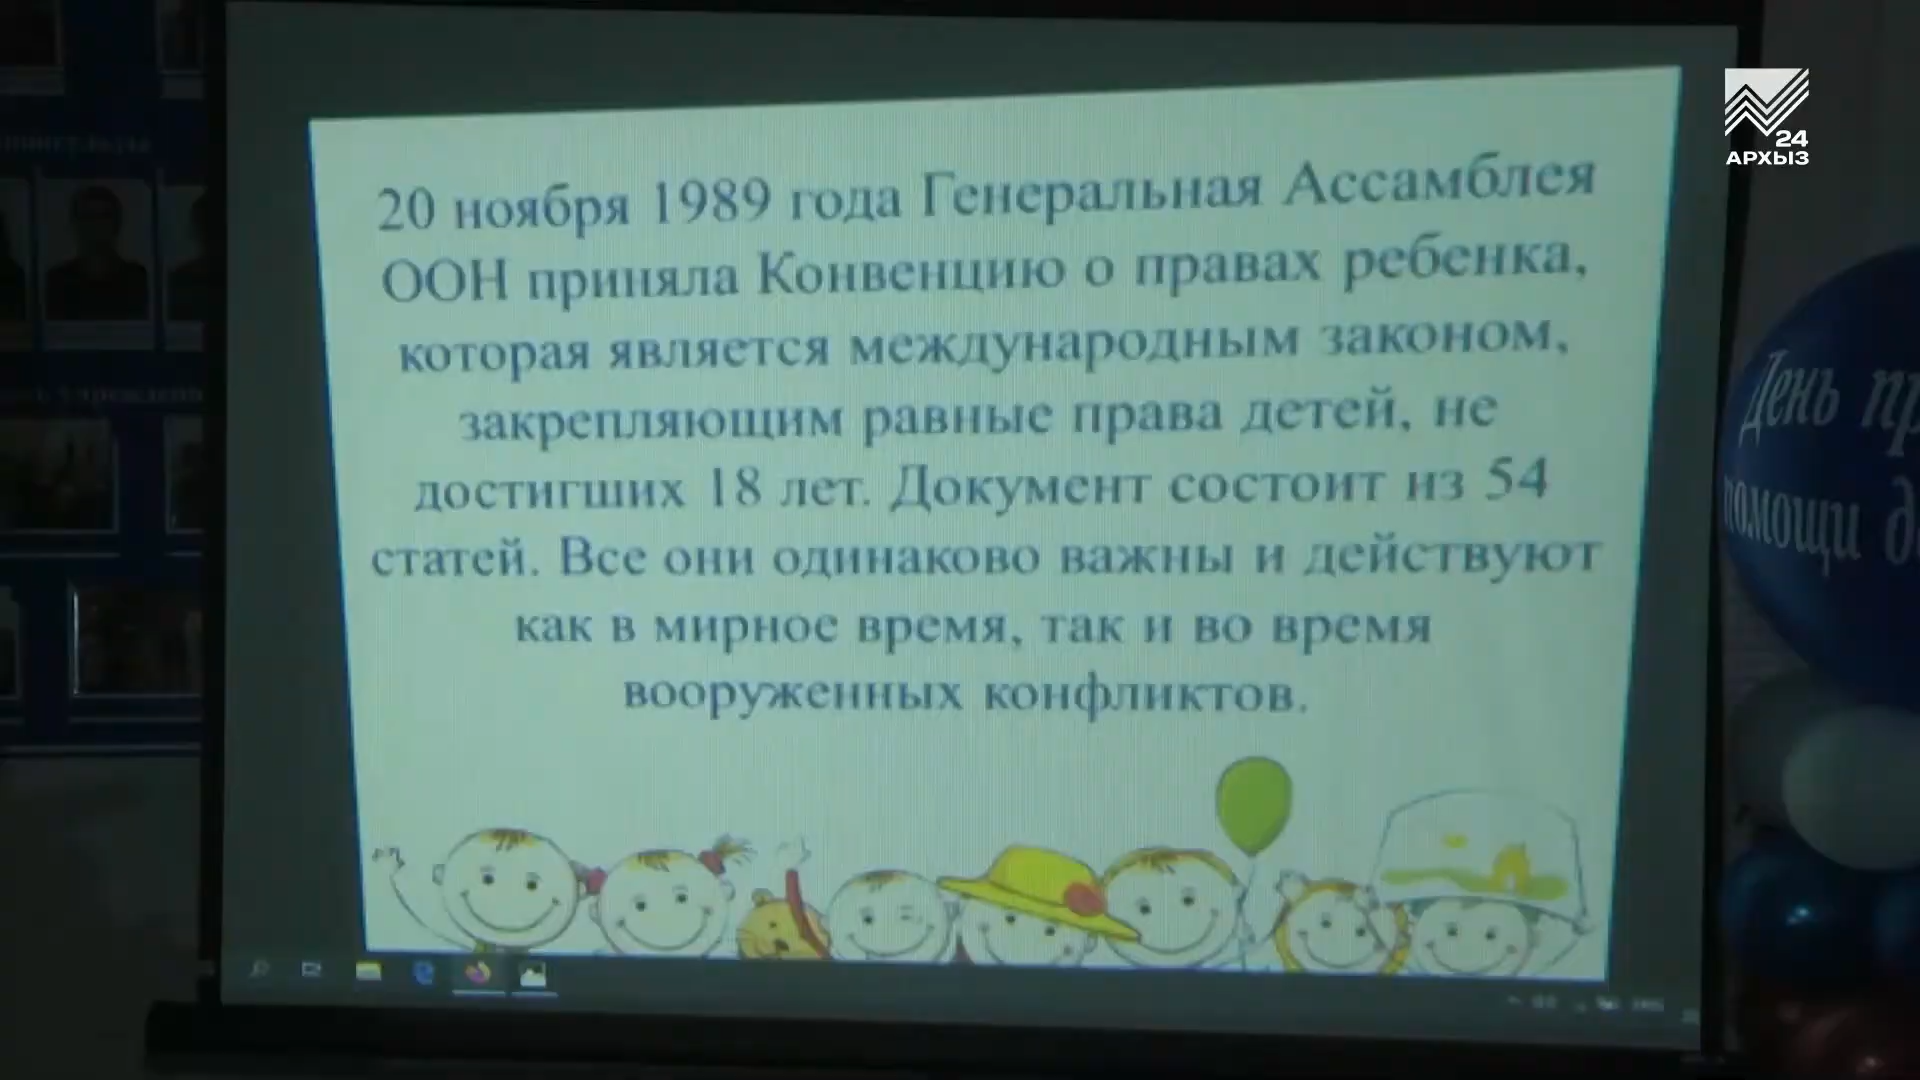 24
АРХЫЗ
20 ноября 1989 года Генеральная Ассамблея
ООН приняла Конвенцию о правах ребенка,
которая является международным законом,
закрепляющим равные права детей, не
достигших 18 лет. Документ состоит из 54
статей. Все они одинаково важны и действуют
как в мирное время, так и во время
вооруженных конфликтов.
День пр
помощи д